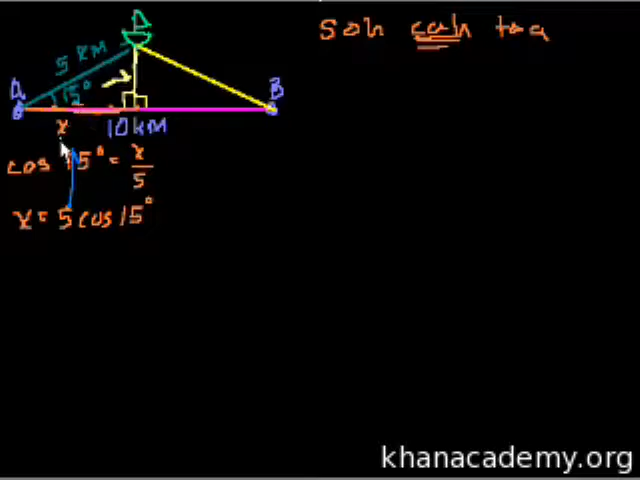 D
soh cah toa
5 km
A
15°
B
x
10 km
cos 15° = x/5
x = 5 cos 15°
khanacademy.org